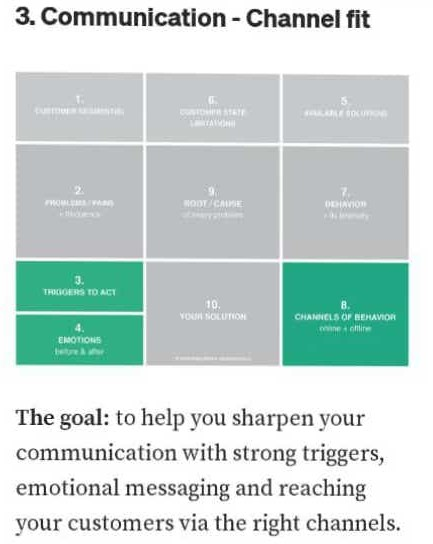 3. Communication - Channel fit
1.
CUSTOMER SEGMENT(S)
6.
CUSTOMER STATE
LIMITATIONS
5.
AVAILABLE SOLUTIONS
2.
PROBLEMS / PAINS
+ frequency
9.
ROOT / CAUSE
of every problem
7.
BEHAVIOR
+ its intensity
3.
TRIGGERS TO ACT
4.
EMOTIONS
before & after
10.
YOUR SOLUTION
8.
CHANNELS OF BEHAVIOR
online + offline
The goal: to help you sharpen your
communication with strong triggers,
emotional messaging and reaching
your customers via the right channels.